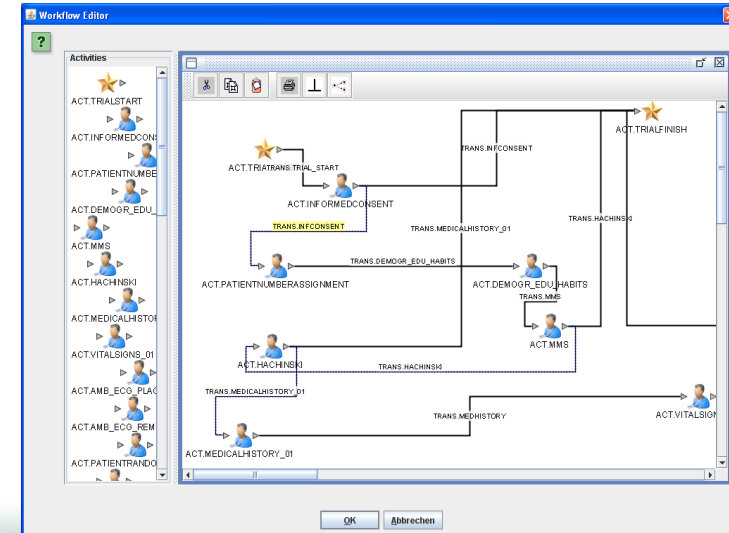 Workflow Editor
?
Activities
ACT.TRIALSTART
ACT.INFORMEDCONS
ACT.PATIENTNUMBE
ACT.DEMOGR_EDU_
ACT.MMS
ACT.HACHINSKI
ACT.MEDICALHISTOR
ACT.VITALSIGNS_01
ACT.AMB_ECG_PLAC
ACT.AMB_ECG_REM
ACT.PATIENTRANDO
ACT.TRIALFINISH
TRANS.INFCONSENT
TRANS.TRIAL_START
ACT.INFORMEDCONSENT
TRANS.HACHINSKI
TRANS.INFCONSENT
TRANS.MEDICALHISTORY_01
TRANS.DEMOGR_EDU_HABITS
ACT.PATIENTNUMBERASSIGNMENT
ACT.DEMOGR_EDU_HABITS
TRANS.MMS
ACT.MMS
ACT.HACHINSKI
TRANS.HACHINSKI
TRANS.MEDICALHISTORY_01
TRANS.MEDHISTORY
ACT.VITALSIGN
ACT.MEDICALHISTORY_01
OK
Abbrechen